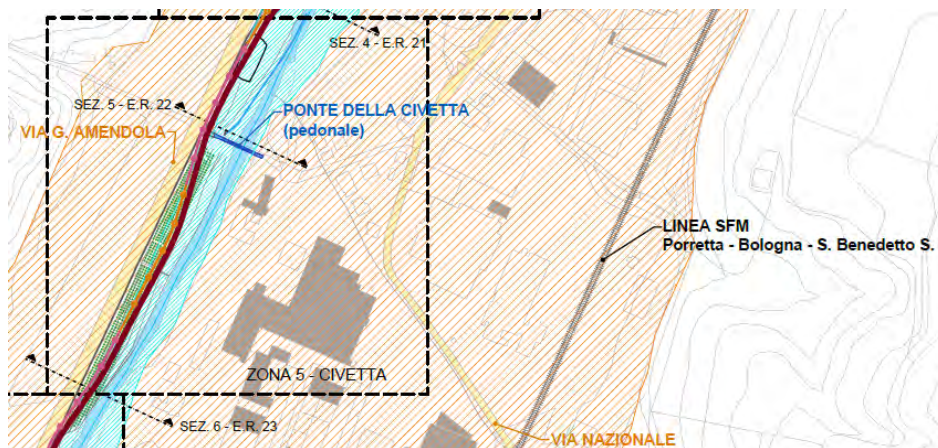 SEZ. 4 - E.R. 21
SEZ. 5 - E.R. 22
PONTE DELLA CIVETTA
(pedonale)
VIA G. AMENDOLA
LINEA SFM
Porretta - Bologna - S. Benedetto S.
ZONA 5 - CIVETTA
SEZ. 6 - E.R. 23
VIA NAZIONALE